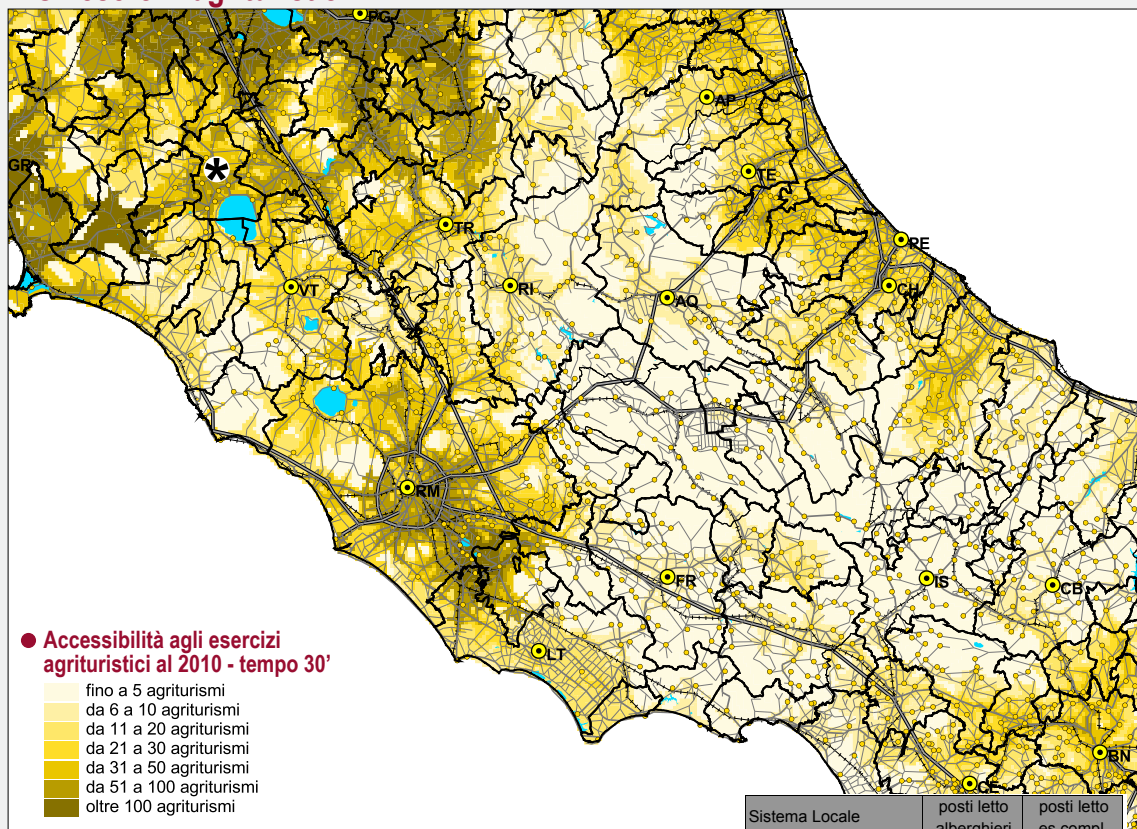 PG
AP
GR
*
TE
TR
PE
VT
RI
AQ
CH
RM
FR
IS
CB
LT
BN
CE
● Accessibilità agli esercizi
agrituristici al 2010 - tempo 30'
fino a 5 agriturismi
da 6 a 10 agriturismi
da 11 a 20 agriturismi
da 21 a 30 agriturismi
da 31 a 50 agriturismi
da 51 a 100 agriturismi
oltre 100 agriturismi
Sistema Locale
posti letto
alberghieri
posti letto
es.compl.